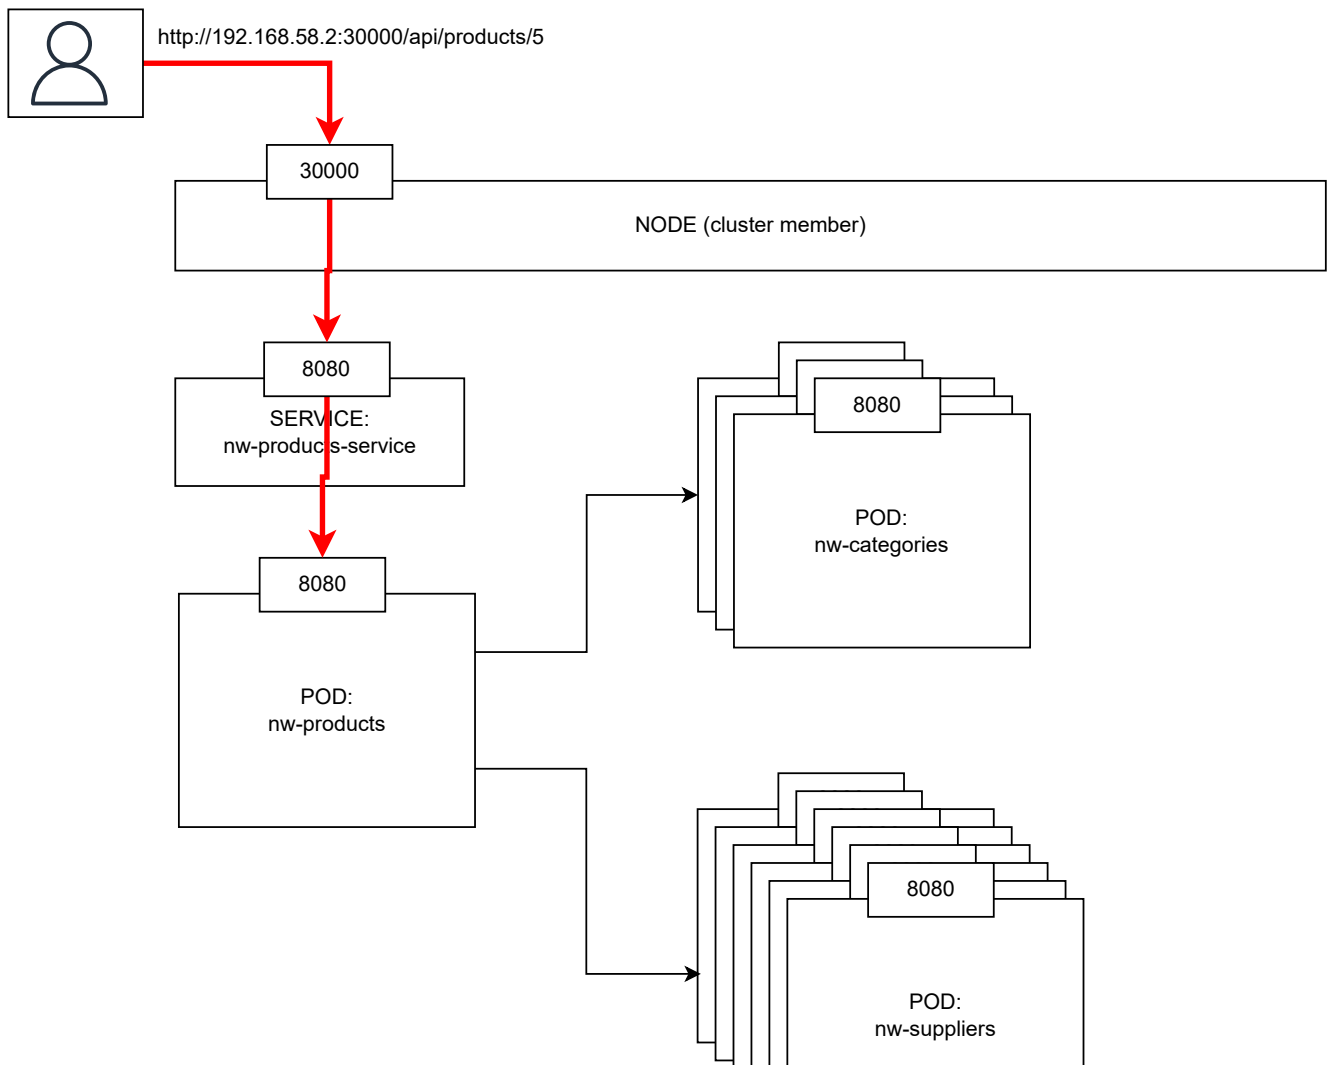 http://192.168.58.2:30000/api/products/5
30000
NODE (cluster member)
8080
SERVICE:
nw-products-service
8080
POD:
nw-products
8080
POD:
nw-categories
8080
POD:
nw-suppliers